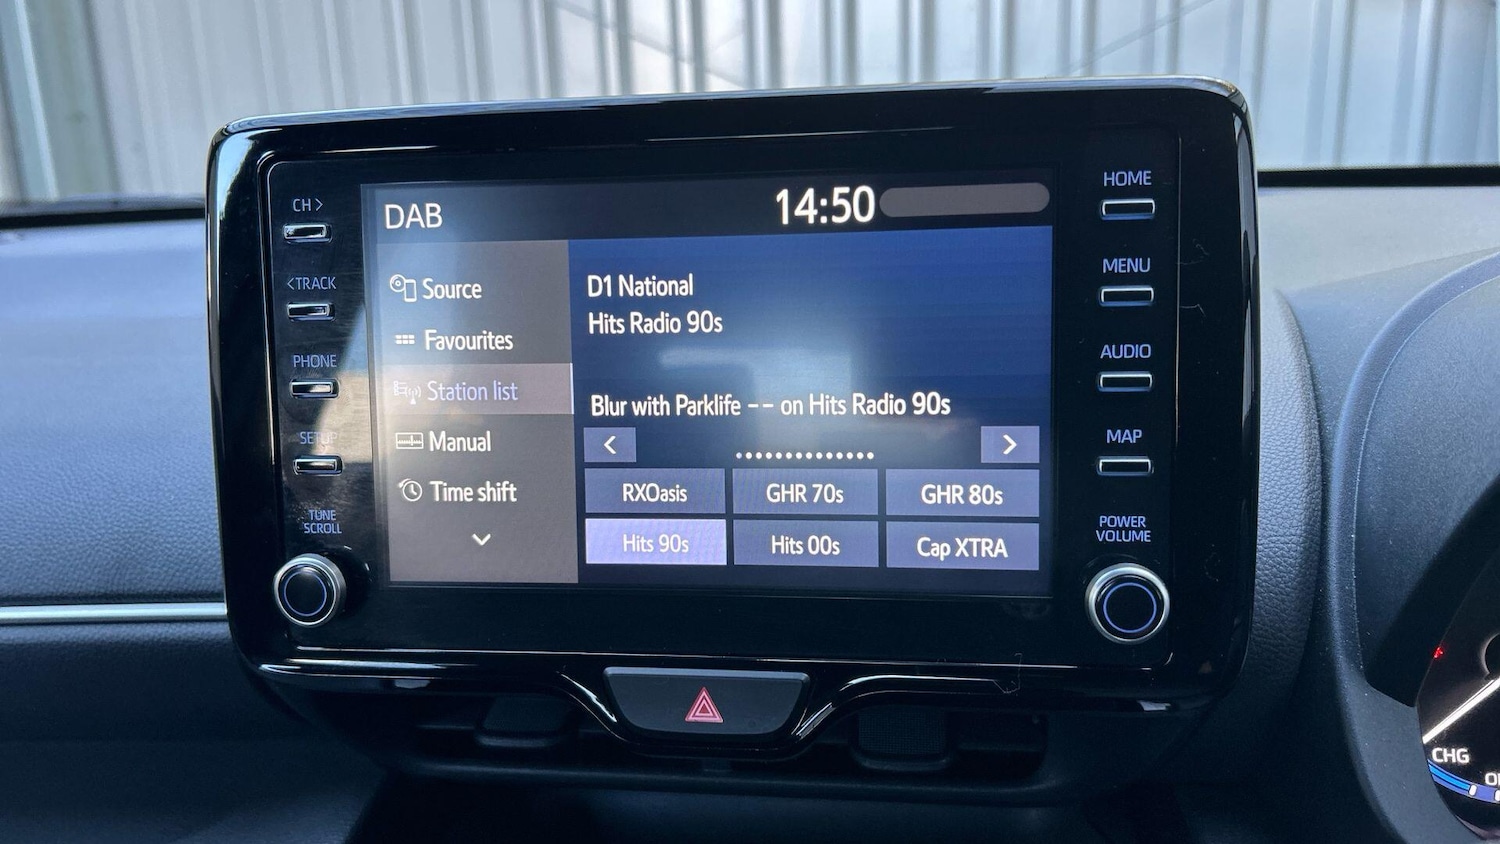 CH >
< TRACK
PHONE
SETUP
TUNE
SCROLL
DAB
14:50
Source
Favourites
Station list
Manual
Time shift
D1 National
Hits Radio 90s
Blur with Parklife -- on Hits Radio 90s
<
>
RXOasis
GHR 70s
GHR 80s
Hits 90s
Hits 00s
Cap XTRA
HOME
MENU
AUDIO
MAP
POWER
VOLUME
CHG